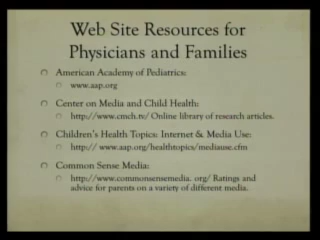 Web Site Resources for
Physicians and Families
American Academy of Pediatrics:
www.aap.org
Center on Media and Child Health:
http://www.cmch.tv/ Online library of research articles.
Children's Health Topics: Internet & Media Use:
http:// www.aap.org/healthtopics/mediause.cfm
Common Sense Media:
http://www.commonsensemedia. org/ Ratings and
advice for parents on a variety of different media.